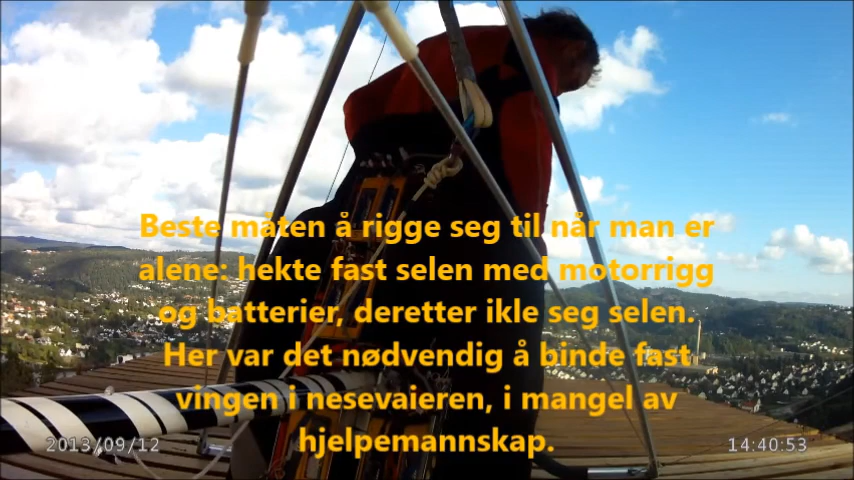 Beste måten å rigge seg til når man er
alene: hekte fast selen med motorrigg
og batterier, deretter ikle seg selen.
Her var det nødvendig å binde fast
vingen i nesevaieren, i mangel av
hjelpemannskap.
2013/09/12 14:40:53